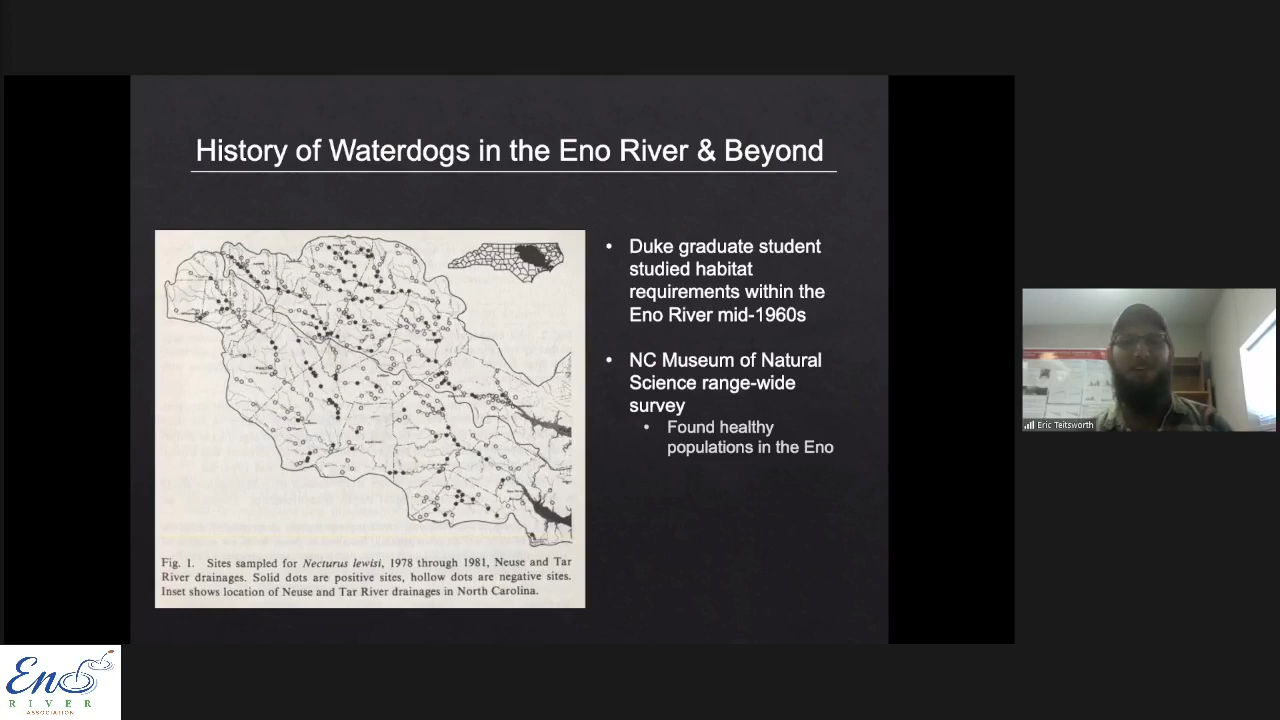 History of Waterdogs in the Eno River & Beyond
• Duke graduate student
studied habitat
requirements within the
Eno River mid-1960s
• NC Museum of Natural
Science range-wide
survey
• Found healthy
populations in the Eno
Fig. 1. Sites sampled for Necturus lewisi, 1978 through 1981, Neuse and Tar
River drainages. Solid dots are positive sites, hollow dots are negative sites.
Inset shows location of Neuse and Tar River drainages in North Carolina.
Eric Teitsworth
Eno
RIVER
ASSOCIATION